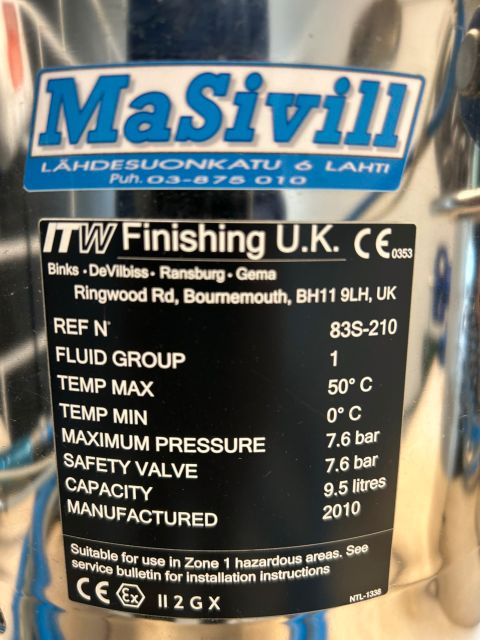 MaSivill
LÄHDESUONKATU 6 LAHTI
Puh. 03-875 010
ITW Finishing U.K. CE 0353
Binks • DeVilbiss • Ransburg • Gema
Ringwood Rd, Bournemouth, BH11 9LH, UK
REF N° 83S-210
FLUID GROUP 1
TEMP MAX 50° C
TEMP MIN 0° C
MAXIMUM PRESSURE 7.6 bar
SAFETY VALVE 7.6 bar
CAPACITY 9.5 litres
MANUFACTURED 2010
Suitable for use in Zone 1 hazardous areas. See
service bulletin for installation instructions
CE Ex II 2 G X
NTL-1338